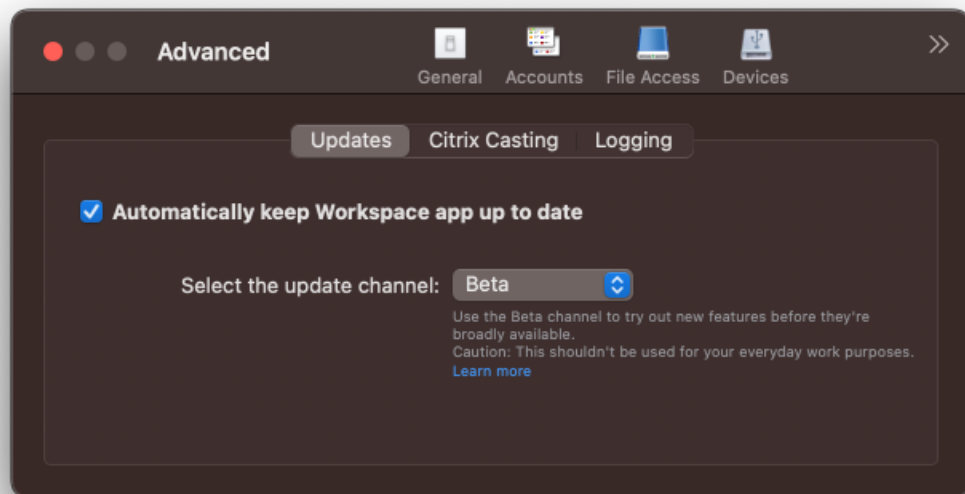 Advanced
General
Accounts
File Access
Devices
Updates
Citrix Casting
Logging
Automatically keep Workspace app up to date
Select the update channel: Beta
Use the Beta channel to try out new features before they're
broadly available.
Caution: This shouldn't be used for your everyday work purposes.
Learn more